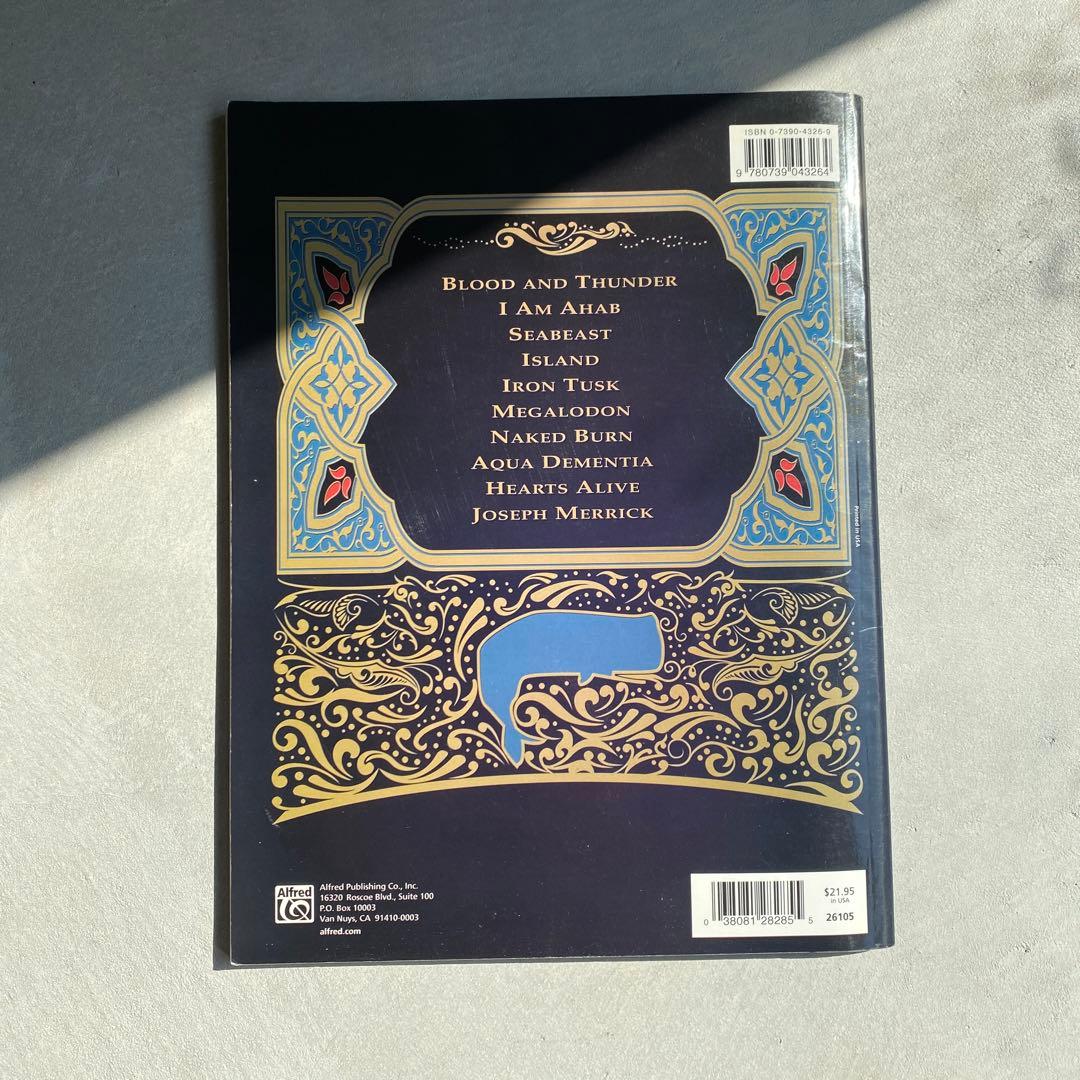 ISBN 0-7390-4326-9
9 780739 043264
BLOOD AND THUNDER
I AM AHAB
SEABEAST
ISLAND
IRON TUSK
MEGALODON
NAKED BURN
AQUA DEMENTIA
HEARTS ALIVE
JOSEPH MERRICK
Printed in USA
Alfred
Alfred Publishing Co., Inc.
16320 Roscoe Blvd., Suite 100
P.O. Box 10003
Van Nuys, CA 91410-0003
alfred.com
$21.95
in USA
0 38081 28285 5
26105